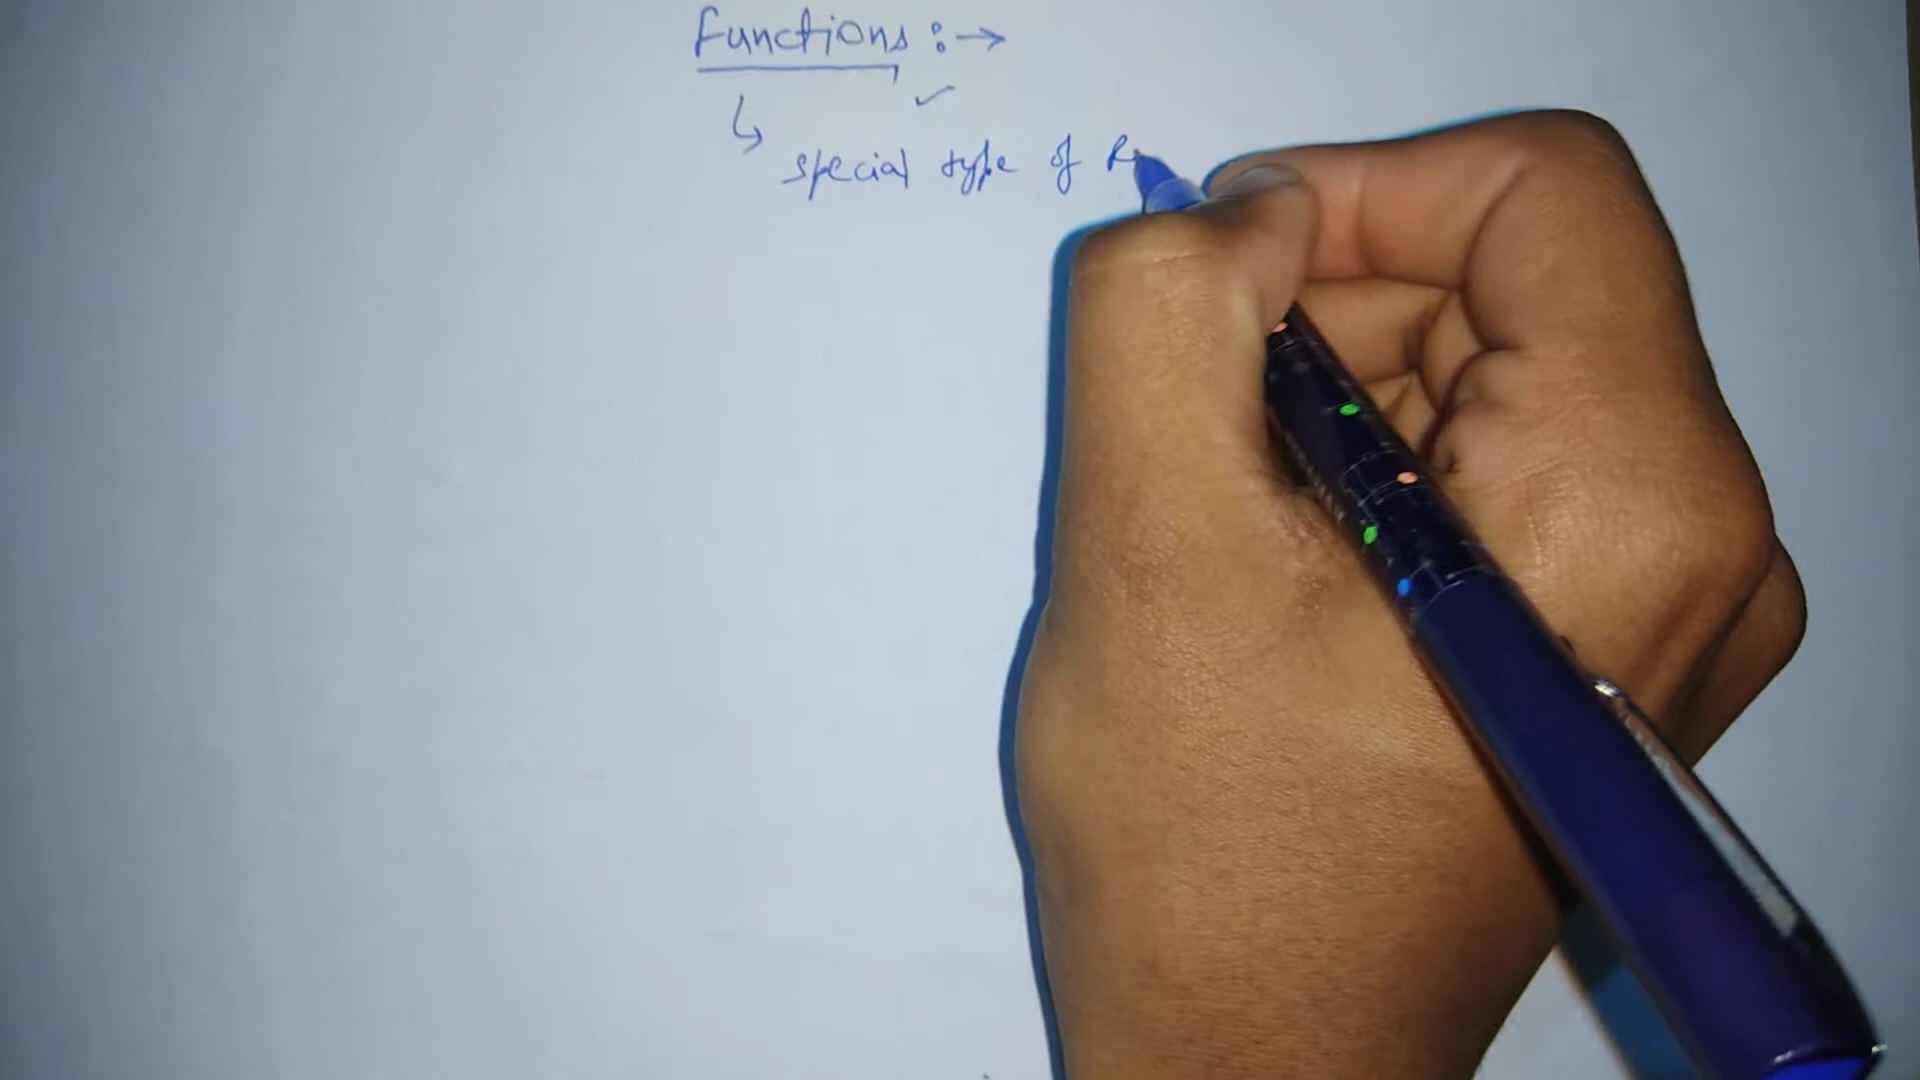 Functions :→
↳ ✓
special type of R